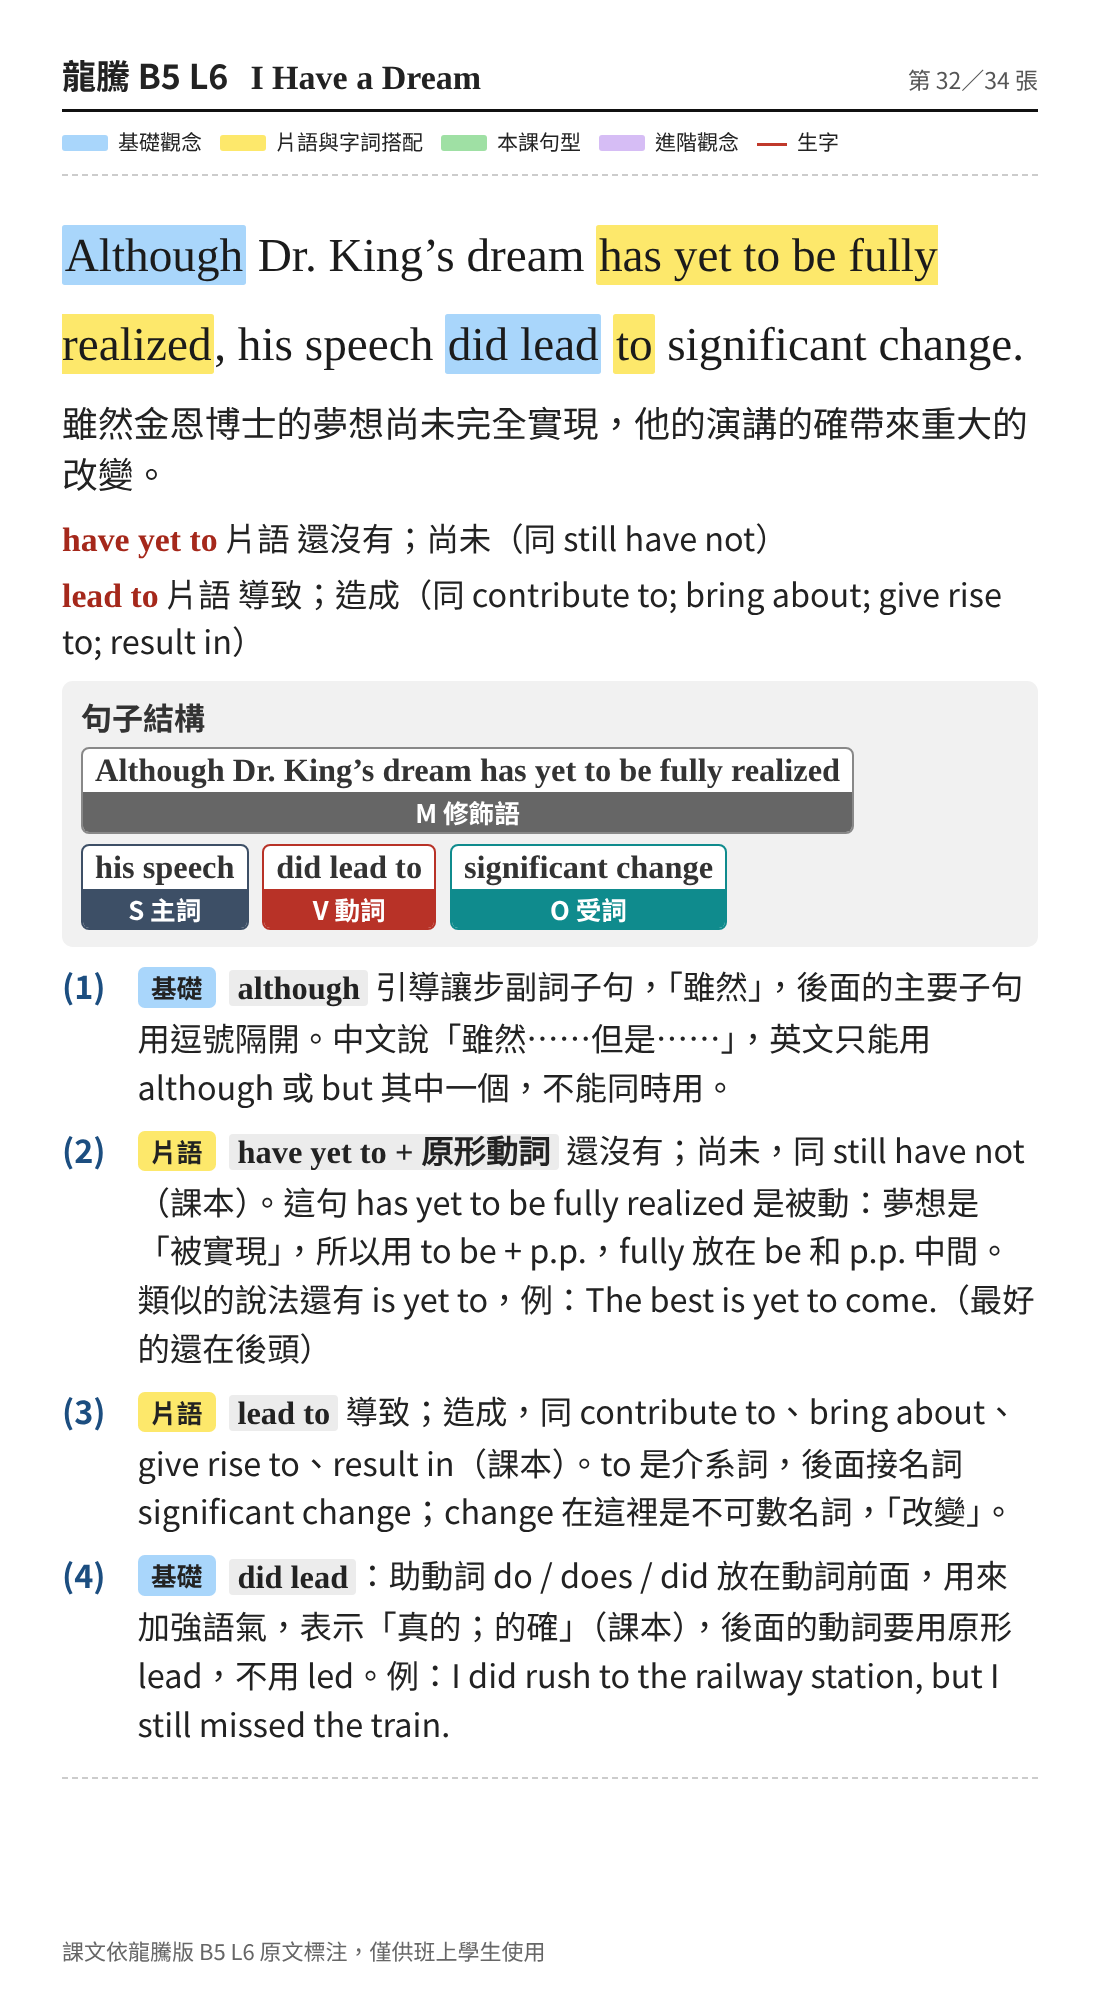 龍騰 B5 L6 I Have a Dream
第 32／34 張
基礎觀念 片語與字詞搭配 本課句型 進階觀念 生字
Although Dr. King’s dream has yet to be fully
realized, his speech did lead to significant change.
雖然金恩博士的夢想尚未完全實現，他的演講的確帶來重大的
改變。
have yet to 片語 還沒有；尚未（同 still have not）
lead to 片語 導致；造成（同 contribute to; bring about; give rise
to; result in）
句子結構
Although Dr. King’s dream has yet to be fully realized
M 修飾語
his speech did lead to significant change
S 主詞 V 動詞 O 受詞
(1) 基礎 although 引導讓步副詞子句，「雖然」，後面的主要子句
用逗號隔開。中文說「雖然⋯⋯但是⋯⋯」，英文只能用
although 或 but 其中一個，不能同時用。
(2) 片語 have yet to + 原形動詞 還沒有；尚未，同 still have not
（課本）。這句 has yet to be fully realized 是被動：夢想是
「被實現」，所以用 to be + p.p.，fully 放在 be 和 p.p. 中間。
類似的說法還有 is yet to，例：The best is yet to come.（最好
的還在後頭）
(3) 片語 lead to 導致；造成，同 contribute to、bring about、
give rise to、result in（課本）。to 是介系詞，後面接名詞
significant change；change 在這裡是不可數名詞，「改變」。
(4) 基礎 did lead：助動詞 do / does / did 放在動詞前面，用來
加強語氣，表示「真的；的確」（課本），後面的動詞要用原形
lead，不用 led。例：I did rush to the railway station, but I
still missed the train.
課文依龍騰版 B5 L6 原文標注，僅供班上學生使用